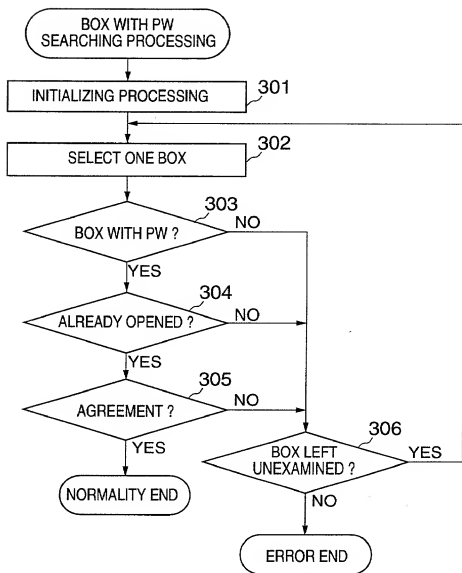 BOX WITH PW
SEARCHING PROCESSING
INITIALIZING PROCESSING
301
SELECT ONE BOX
302
303
BOX WITH PW ?
NO
YES
304
ALREADY OPENED ?
NO
YES
305
AGREEMENT ?
NO
YES
306
BOX LEFT
UNEXAMINED ?
YES
NO
NORMALITY END
ERROR END